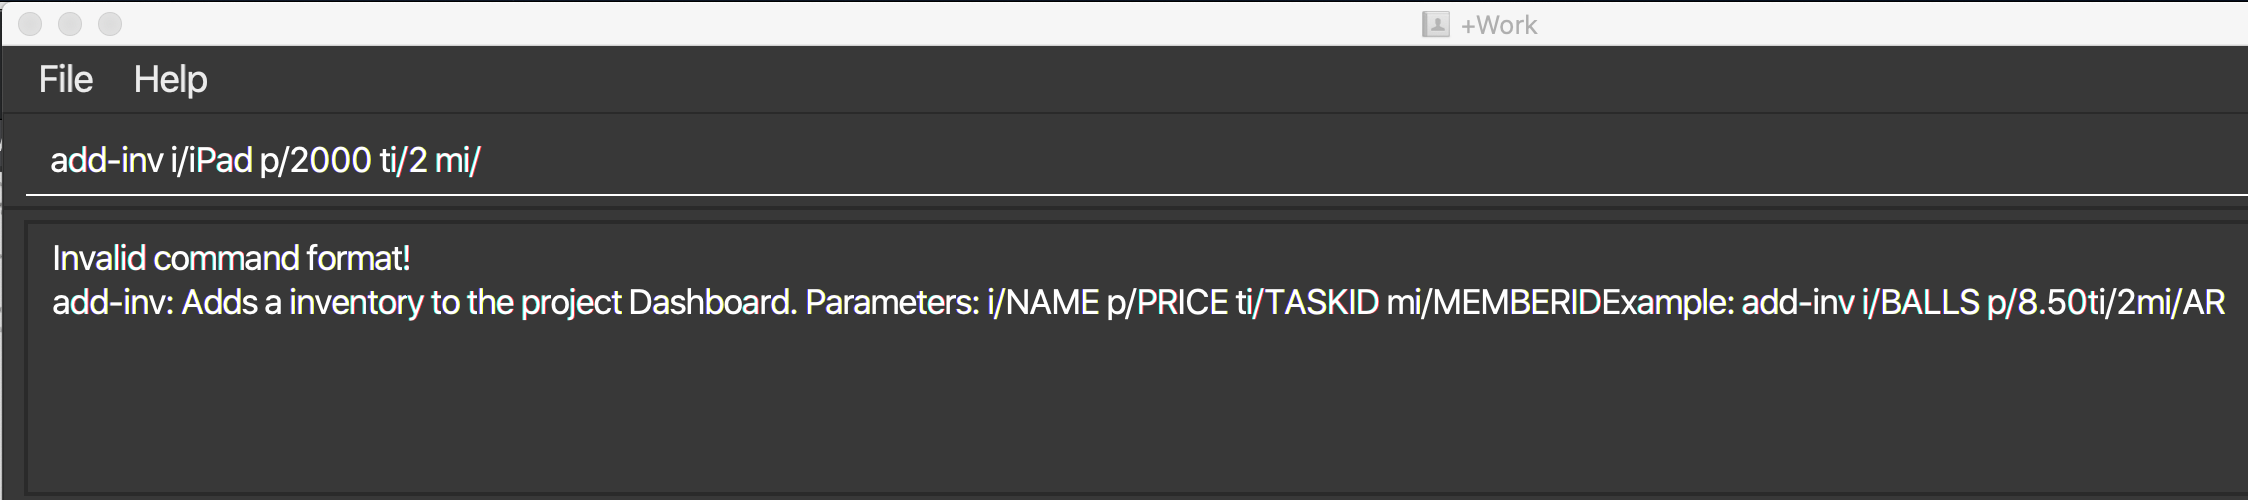 +Work
File Help
add-inv i/iPad p/2000 ti/2 mi/
Invalid command format!
add-inv: Adds a inventory to the project Dashboard. Parameters: i/NAME p/PRICE ti/TASKID mi/MEMBERIDExample: add-inv i/BALLS p/8.50ti/2mi/AR